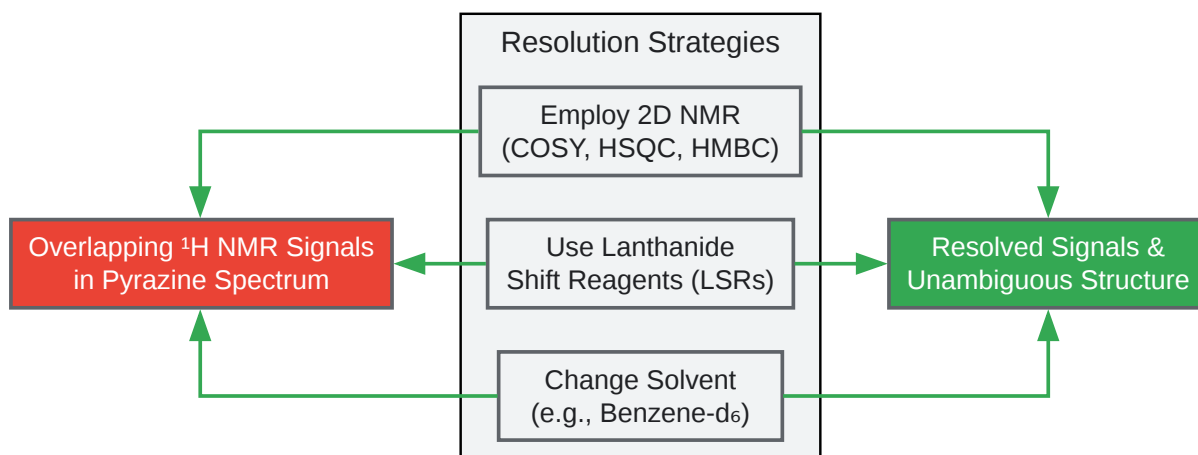 Resolution Strategies
Employ 2D NMR
(COSY, HSQC, HMBC)
Overlapping ¹H NMR Signals
in Pyrazine Spectrum
Use Lanthanide
Shift Reagents (LSRs)
Resolved Signals &
Unambiguous Structure
Change Solvent
(e.g., Benzene-d₆)